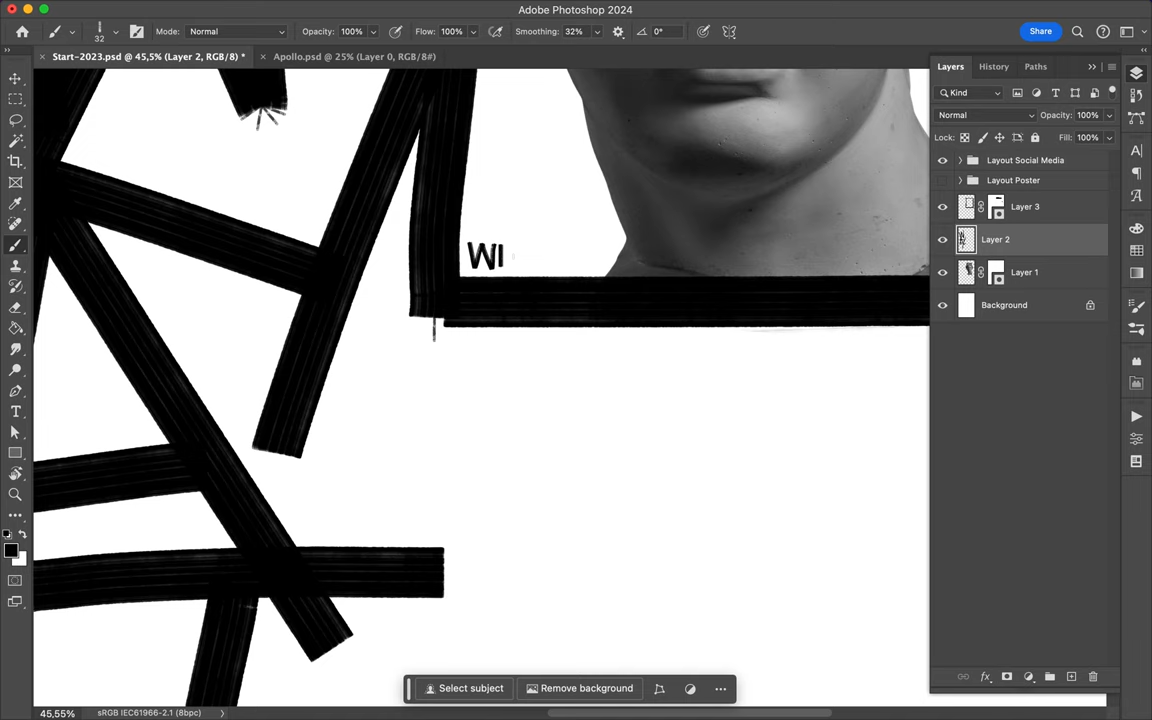 Adobe Photoshop 2024
32
Mode: Normal
Opacity: 100%
Flow: 100%
Smoothing: 32%
0°
Share
Start-2023.psd @ 45,5% (Layer 2, RGB/8) *
Apollo.psd @ 25% (Layer 0, RGB/8#)
Layers
History
Paths
Kind
Normal
Opacity: 100%
Lock:
Fill: 100%
Layout Social Media
Layout Poster
Layer 3
Layer 2
Layer 1
Background
WI
Select subject
Remove background
45,55%
sRGB IEC61966-2.1 (8bpc)